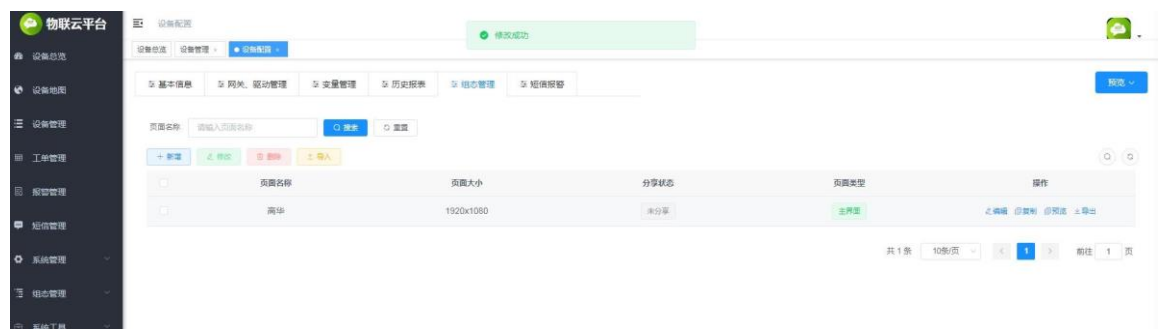 物联云平台
设备配置
修改成功
设备总览 设备管理 × ● 设备配置 ×
设备总览
设备地图
设备管理
工单管理
报警管理
短信管理
系统管理
组态管理
系统工具
基本信息 网关、驱动管理 变量管理 历史报表 组态管理 短信报警
预览
页面名称 请输入页面名称 搜索 重置
+ 新增 修改 删除 导入
页面名称 页面大小 分享状态 页面类型 操作
南华 1920x1080 未分享 主界面 编辑 复制 预览 导出
共 1 条 10条/页 < 1 > 前往 1 页